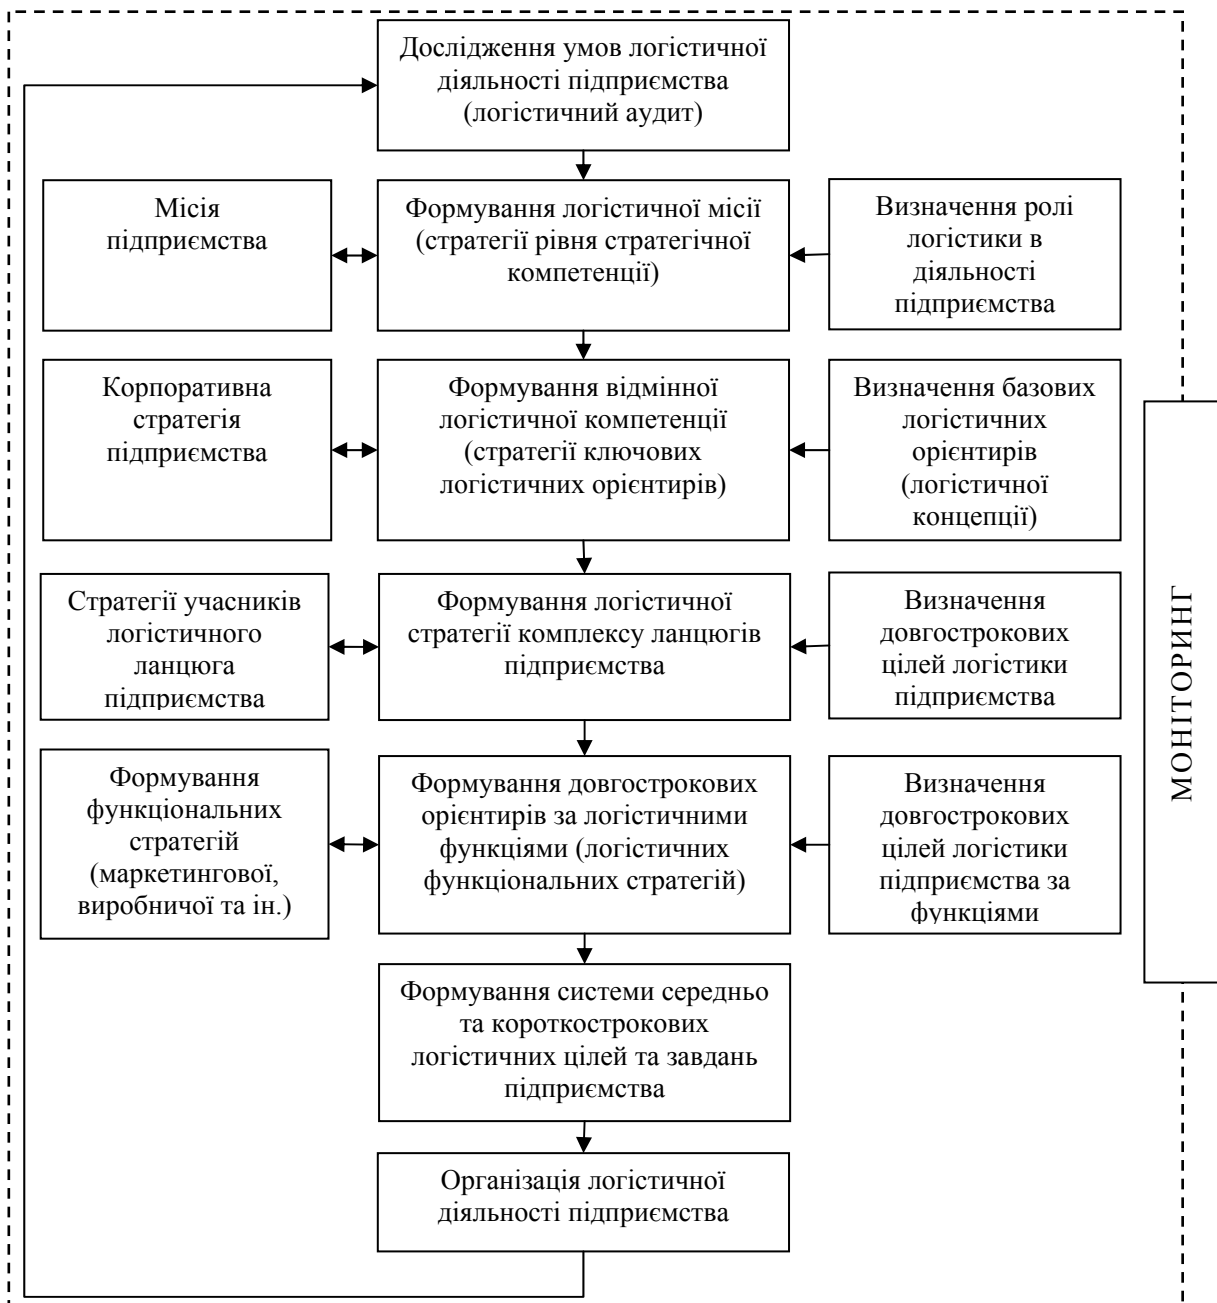 Дослідження умов логістичної
діяльності підприємства
(логістичний аудит)
Місія
підприємства
Формування логістичної місії
(стратегії рівня стратегічної
компетенції)
Визначення ролі
логістики в
діяльності
підприємства
Корпоративна
стратегія
підприємства
Формування відмінної
логістичної компетенції
(стратегії ключових
логістичних орієнтирів)
Визначення базових
логістичних
орієнтирів
(логістичної
концепції)
Стратегії учасників
логістичного
ланцюга
підприємства
Формування логістичної
стратегії комплексу ланцюгів
підприємства
Визначення
довгострокових
цілей логістики
підприємства
Формування
функціональних
стратегій
(маркетингової,
виробничої та ін.)
Формування довгострокових
орієнтирів за логістичними
функціями (логістичних
функціональних стратегій)
Визначення
довгострокових
цілей логістики
підприємства за
функціями
Формування системи середньо
та короткострокових
логістичних цілей та завдань
підприємства
Організація логістичної
діяльності підприємства
МОНІТОРИНГ